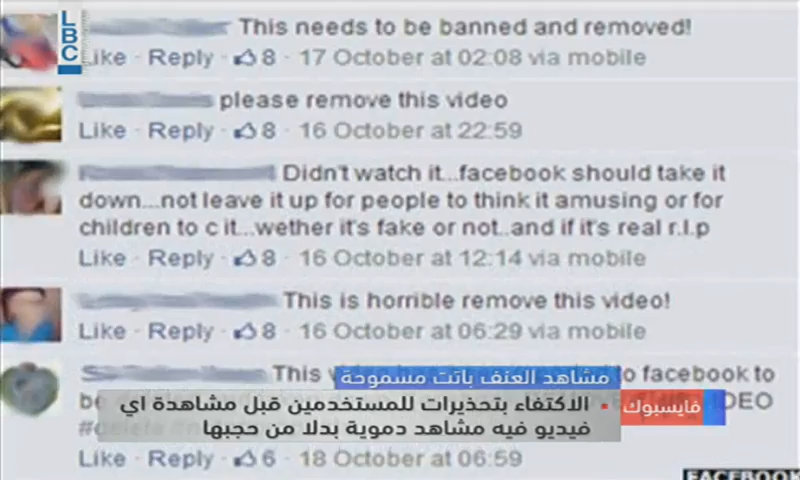 LBC
This needs to be banned and removed!
Like · Reply · 8 · 17 October at 02:08 via mobile
please remove this video
Like · Reply · 8 · 16 October at 22:59
Didn't watch it...facebook should take it
down...not leave it up for people to think it amusing or for
children to c it...wether it's fake or not..and if it's real r.I.p
Like · Reply · 8 · 16 October at 12:14 via mobile
This is horrible remove this video!
Like · Reply · 8 · 16 October at 06:29 via mobile
This to facebook to
be
#delete
Like · Reply · 6 · 18 October at 06:59
مشاهد العنف باتت مسموحة
فايسبوك
الاكتفاء بتحذيرات للمستخدمين قبل مشاهدة اي
فيديو فيه مشاهد دموية بدلا من حجبها
FACEBOOK